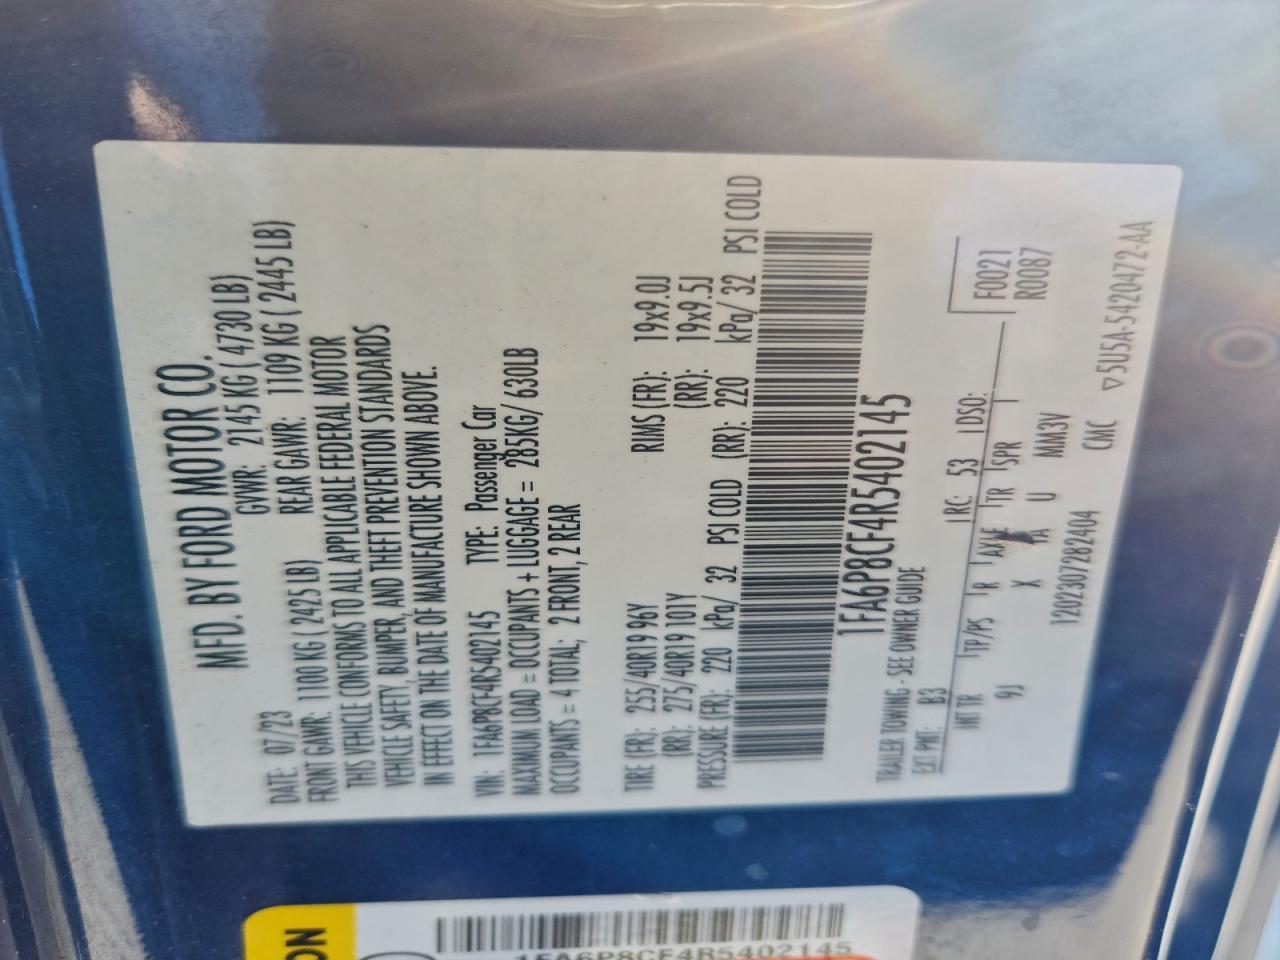 MFD. BY FORD MOTOR CO.
DATE: 07/23 GVWR: 2145 KG ( 4730 LB)
FRONT GAWR: 1100 KG ( 2425 LB) REAR GAWR: 1109 KG ( 2445 LB)
THIS VEHICLE CONFORMS TO ALL APPLICABLE FEDERAL MOTOR
VEHICLE SAFETY, BUMPER, AND THEFT PREVENTION STANDARDS
IN EFFECT ON THE DATE OF MANUFACTURE SHOWN ABOVE.
VIN: 1FA6P8CF4R5402145 TYPE: Passenger Car
MAXIMUM LOAD = OCCUPANTS + LUGGAGE = 285KG/ 630LB
OCCUPANTS = 4 TOTAL; 2 FRONT, 2 REAR
TIRE (FR): 255/40R19 96Y RIMS (FR): 19x9.0J
(RR): 275/40R19 101Y (RR): 19x9.5J
PRESSURE (FR): 220 kPa/ 32 PSI COLD (RR): 220 kPa/ 32 PSI COLD
1FA6P8CF4R5402145
TRAILER TOWING - SEE OWNER GUIDE
EXT PNT: B3 RC: 53 DSO:
F0021
R0087
INT TR TP/PS R AXLE TR SPR
9J X TA U MM3V
1202307282404 CMC ▽5U5A-5420472-AA
ON
1FA6P8CF4R5402145